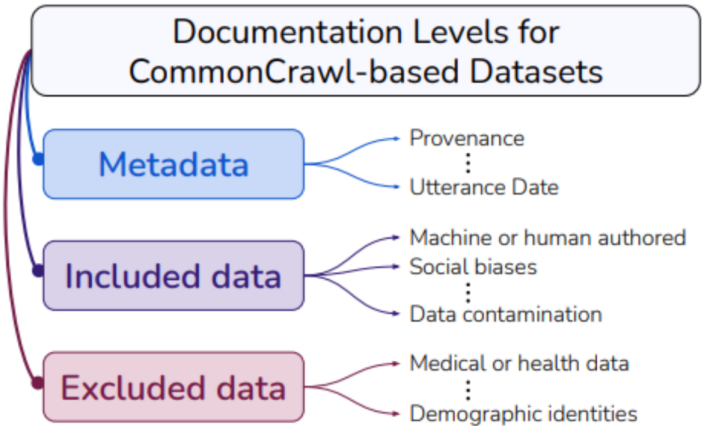 Documentation Levels for
CommonCrawl-based Datasets
Metadata
Provenance
Utterance Date
Included data
Machine or human authored
Social biases
Data contamination
Excluded data
Medical or health data
Demographic identities